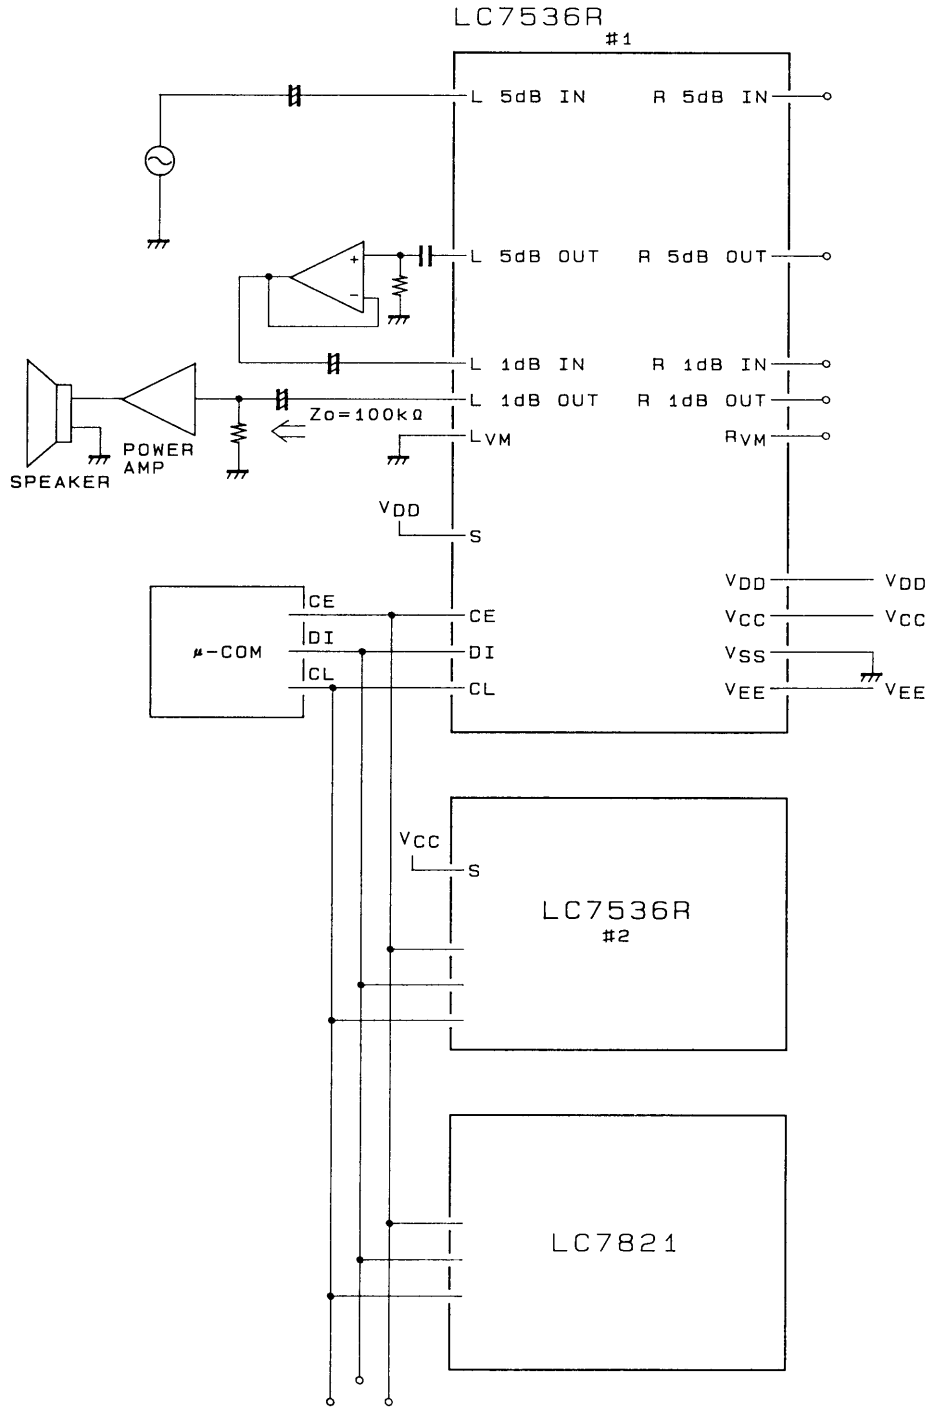 LC7536R
#1
L 5dB IN
R 5dB IN
+
L 5dB OUT
R 5dB OUT
−
L 1dB IN
R 1dB IN
L 1dB OUT
R 1dB OUT
Zo=100kΩ
LVM
RVM
POWER
AMP
SPEAKER
VDD
S
VDD
VDD
CE
CE
VCC
VCC
DI
μ-COM
DI
VSS
CL
CL
VEE
VEE
VCC
S
LC7536R
#2
LC7821